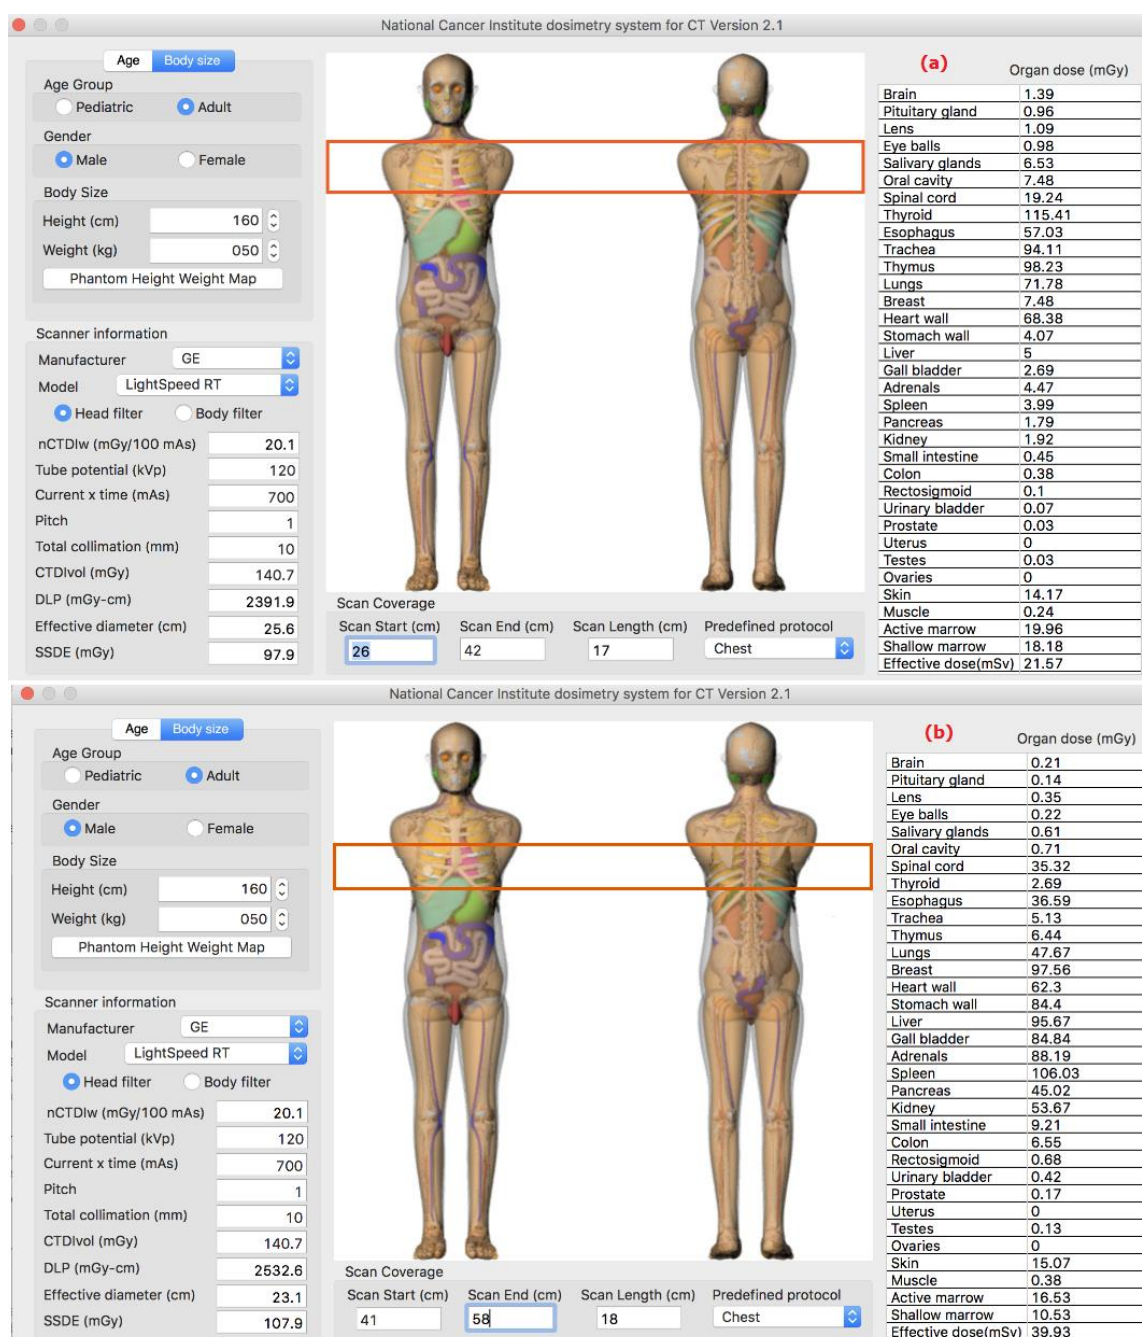 National Cancer Institute dosimetry system for CT Version 2.1
Age Body size
Age Group
Pediatric Adult
Gender
Male Female
Body Size
Height (cm) 160
Weight (kg) 050
Phantom Height Weight Map
Scanner information
Manufacturer GE
Model LightSpeed RT
Head filter Body filter
nCTDIw (mGy/100 mAs) 20.1
Tube potential (kVp) 120
Current x time (mAs) 700
Pitch 1
Total collimation (mm) 10
CTDIvol (mGy) 140.7
DLP (mGy-cm) 2391.9
Effective diameter (cm) 25.6
SSDE (mGy) 97.9
Scan Coverage
Scan Start (cm) Scan End (cm) Scan Length (cm) Predefined protocol
26 42 17 Chest
(a) Organ dose (mGy)
Brain 1.39
Pituitary gland 0.96
Lens 1.09
Eye balls 0.98
Salivary glands 6.53
Oral cavity 7.48
Spinal cord 19.24
Thyroid 115.41
Esophagus 57.03
Trachea 94.11
Thymus 98.23
Lungs 71.78
Breast 7.48
Heart wall 68.38
Stomach wall 4.07
Liver 5
Gall bladder 2.69
Adrenals 4.47
Spleen 3.99
Pancreas 1.79
Kidney 1.92
Small intestine 0.45
Colon 0.38
Rectosigmoid 0.1
Urinary bladder 0.07
Prostate 0.03
Uterus 0
Testes 0.03
Ovaries 0
Skin 14.17
Muscle 0.24
Active marrow 19.96
Shallow marrow 18.18
Effective dose(mSv) 21.57
National Cancer Institute dosimetry system for CT Version 2.1
Age Body size
Age Group
Pediatric Adult
Gender
Male Female
Body Size
Height (cm) 160
Weight (kg) 050
Phantom Height Weight Map
Scanner information
Manufacturer GE
Model LightSpeed RT
Head filter Body filter
nCTDIw (mGy/100 mAs) 20.1
Tube potential (kVp) 120
Current x time (mAs) 700
Pitch 1
Total collimation (mm) 10
CTDIvol (mGy) 140.7
DLP (mGy-cm) 2532.6
Effective diameter (cm) 23.1
SSDE (mGy) 107.9
Scan Coverage
Scan Start (cm) Scan End (cm) Scan Length (cm) Predefined protocol
41 58 18 Chest
(b) Organ dose (mGy)
Brain 0.21
Pituitary gland 0.14
Lens 0.35
Eye balls 0.22
Salivary glands 0.61
Oral cavity 0.71
Spinal cord 35.32
Thyroid 2.69
Esophagus 36.59
Trachea 5.13
Thymus 6.44
Lungs 47.67
Breast 97.56
Heart wall 62.3
Stomach wall 84.4
Liver 95.67
Gall bladder 84.84
Adrenals 88.19
Spleen 106.03
Pancreas 45.02
Kidney 53.67
Small intestine 9.21
Colon 6.55
Rectosigmoid 0.68
Urinary bladder 0.42
Prostate 0.17
Uterus 0
Testes 0.13
Ovaries 0
Skin 15.07
Muscle 0.38
Active marrow 16.53
Shallow marrow 10.53
Effective dose(mSv) 39.93